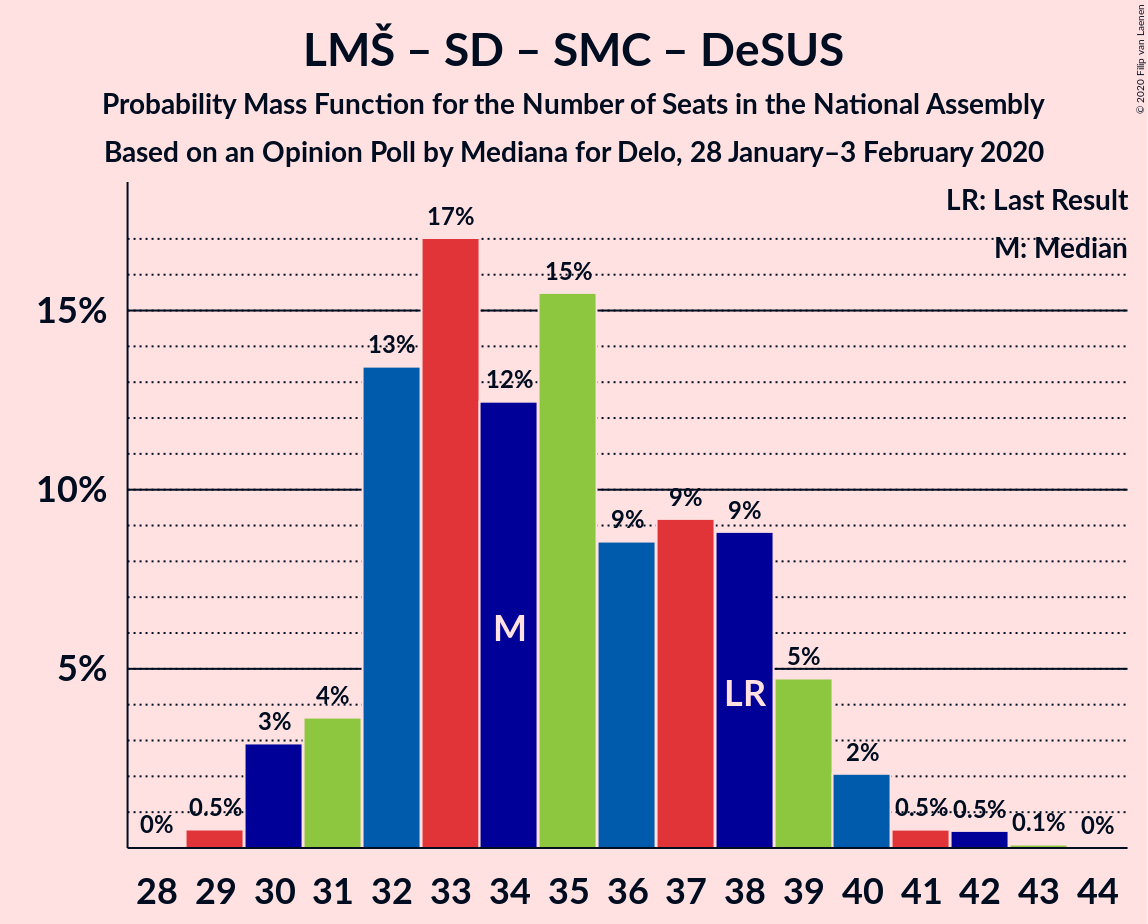 LMŠ – SD – SMC – DeSUS
Probability Mass Function for the Number of Seats in the National Assembly
Based on an Opinion Poll by Mediana for Delo, 28 January–3 February 2020
© 2020 Filip van Laenen
LR: Last Result
M: Median
15%
10%
5%
0%
0.5%
3%
4%
13%
17%
12%
15%
9%
9%
9%
5%
2%
0.5%
0.5%
0.1%
0%
M
LR
28 29 30 31 32 33 34 35 36 37 38 39 40 41 42 43 44